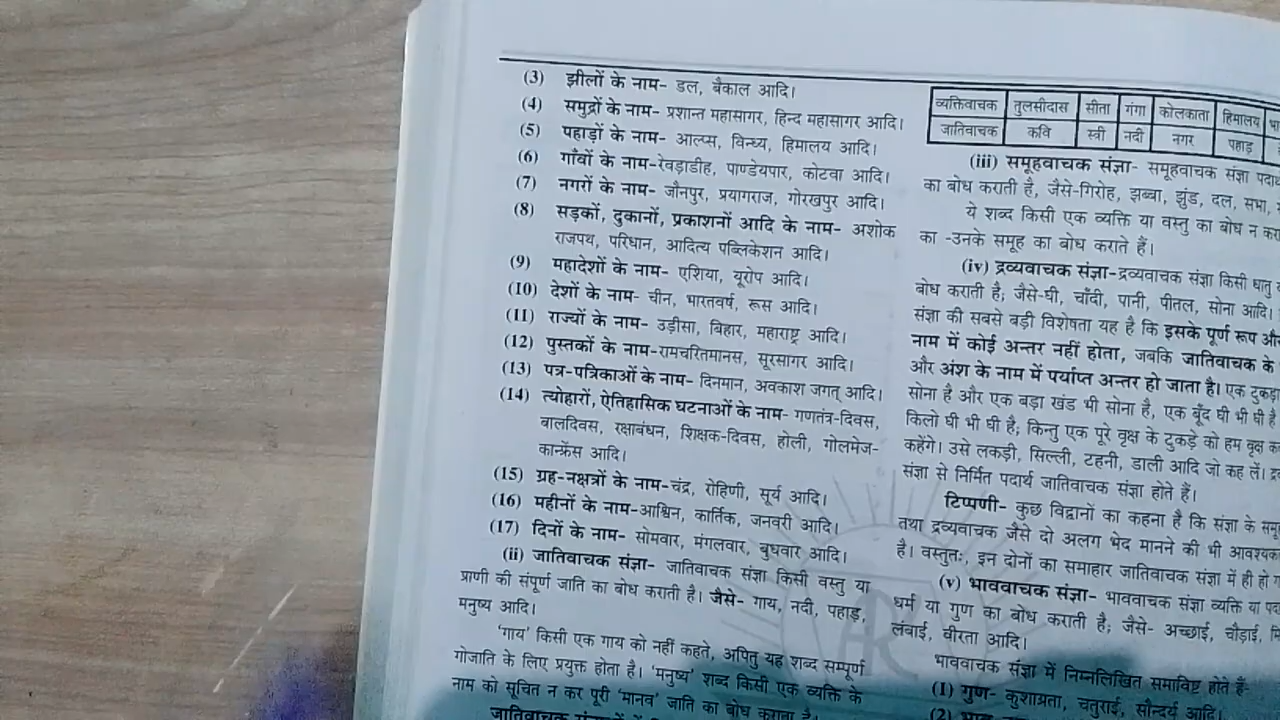 (3) झीलों के नाम- डल, बैकाल आदि।
(4) समुद्रों के नाम- प्रशान्त महासागर, हिन्द महासागर आदि।
(5) पहाड़ों के नाम- आल्प्स, विन्ध्य, हिमालय आदि।
(6) गाँवों के नाम-रेवड़ाडीह, पाण्डेयपार, कोटवा आदि।
(7) नगरों के नाम- जौनपुर, प्रयागराज, गोरखपुर आदि।
(8) सड़कों, दुकानों, प्रकाशनों आदि के नाम- अशोक
राजपथ, परिधान, आदित्य पब्लिकेशन आदि।
(9) महादेशों के नाम- एशिया, यूरोप आदि।
(10) देशों के नाम- चीन, भारतवर्ष, रूस आदि।
(11) राज्यों के नाम- उड़ीसा, बिहार, महाराष्ट्र आदि।
(12) पुस्तकों के नाम-रामचरितमानस, सूरसागर आदि।
(13) पत्र-पत्रिकाओं के नाम- दिनमान, अवकाश जगत् आदि।
(14) त्योहारों, ऐतिहासिक घटनाओं के नाम- गणतंत्र-दिवस,
बालदिवस, रक्षाबंधन, शिक्षक-दिवस, होली, गोलमेज-
कान्फ्रेंस आदि।
(15) ग्रह-नक्षत्रों के नाम-चंद्र, रोहिणी, सूर्य आदि।
(16) महीनों के नाम-आश्विन, कार्तिक, जनवरी आदि।
(17) दिनों के नाम- सोमवार, मंगलवार, बुधवार आदि।
(ii) जातिवाचक संज्ञा- जातिवाचक संज्ञा किसी वस्तु या
प्राणी की संपूर्ण जाति का बोध कराती है। जैसे- गाय, नदी, पहाड़,
मनुष्य आदि।
'गाय' किसी एक गाय को नहीं कहते, अपितु यह शब्द सम्पूर्ण
गोजाति के लिए प्रयुक्त होता है। 'मनुष्य' शब्द किसी एक व्यक्ति के
नाम को सूचित न कर पूरी 'मानव' जाति का बोध कराता है।
जातिवाचक
व्यक्तिवाचक तुलसीदास सीता गंगा कोलकाता हिमालय
जातिवाचक कवि स्त्री नदी नगर पहाड़
(iii) समूहवाचक संज्ञा- समूहवाचक संज्ञा
का बोध कराती है, जैसे-गिरोह, झब्बा, झुंड, दल, सभा,
ये शब्द किसी एक व्यक्ति या वस्तु का बोध न
का -उनके समूह का बोध कराते हैं।
(iv) द्रव्यवाचक संज्ञा-द्रव्यवाचक संज्ञा किसी धातु
बोध कराती है; जैसे-घी, चाँदी, पानी, पीतल, सोना आदि।
संज्ञा की सबसे बड़ी विशेषता यह है कि इसके पूर्ण रूप और
नाम में कोई अन्तर नहीं होता, जबकि जातिवाचक के
और अंश के नाम में पर्याप्त अन्तर हो जाता है। एक
सोना है और एक बड़ा खंड भी सोना है, एक बूँद घी भी घी है
किलो घी भी घी है; किन्तु एक पूरे वृक्ष के टुकड़े को हम वृक्ष
कहेंगे। उसे लकड़ी, सिल्ली, टहनी, डाली आदि जो कह लें।
संज्ञा से निर्मित पदार्थ जातिवाचक संज्ञा होते हैं।
टिप्पणी- कुछ विद्वानों का कहना है कि संज्ञा के
तथा द्रव्यवाचक जैसे दो अलग भेद मानने की भी
है। वस्तुतः, इन दोनों का समाहार जातिवाचक संज्ञा में ही हो
(v) भाववाचक संज्ञा- भाववाचक संज्ञा व्यक्ति या
धर्म या गुण का बोध कराती है; जैसे- अच्छाई, चौड़ाई,
लंबाई, वीरता आदि।
भाववाचक संज्ञा में निम्नलिखित समाविष्ट होते हैं-
(1) गुण- कुशाग्रता, चतुराई, सौन्दर्य आदि।
(2)